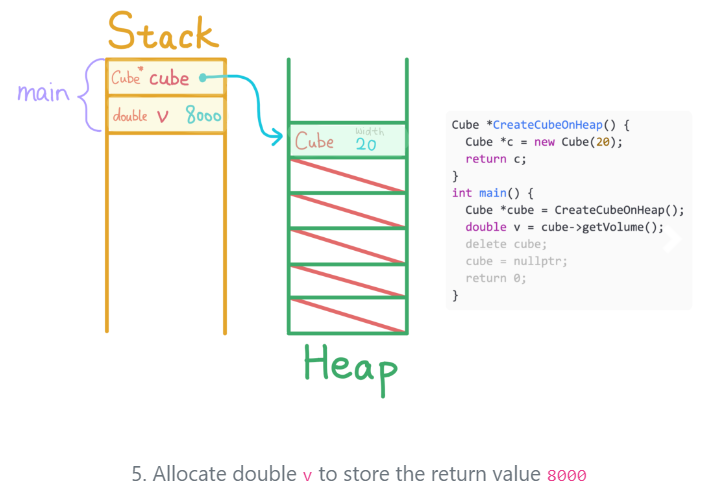 Stack
main
Cube* cube
double v 8000
Cube Width 20
Heap
Cube *CreateCubeOnHeap() {
  Cube *c = new Cube(20);
  return c;
}
int main() {
  Cube *cube = CreateCubeOnHeap();
  double v = cube->getVolume();
  delete cube;
  cube = nullptr;
  return 0;
}
5. Allocate double v to store the return value 8000